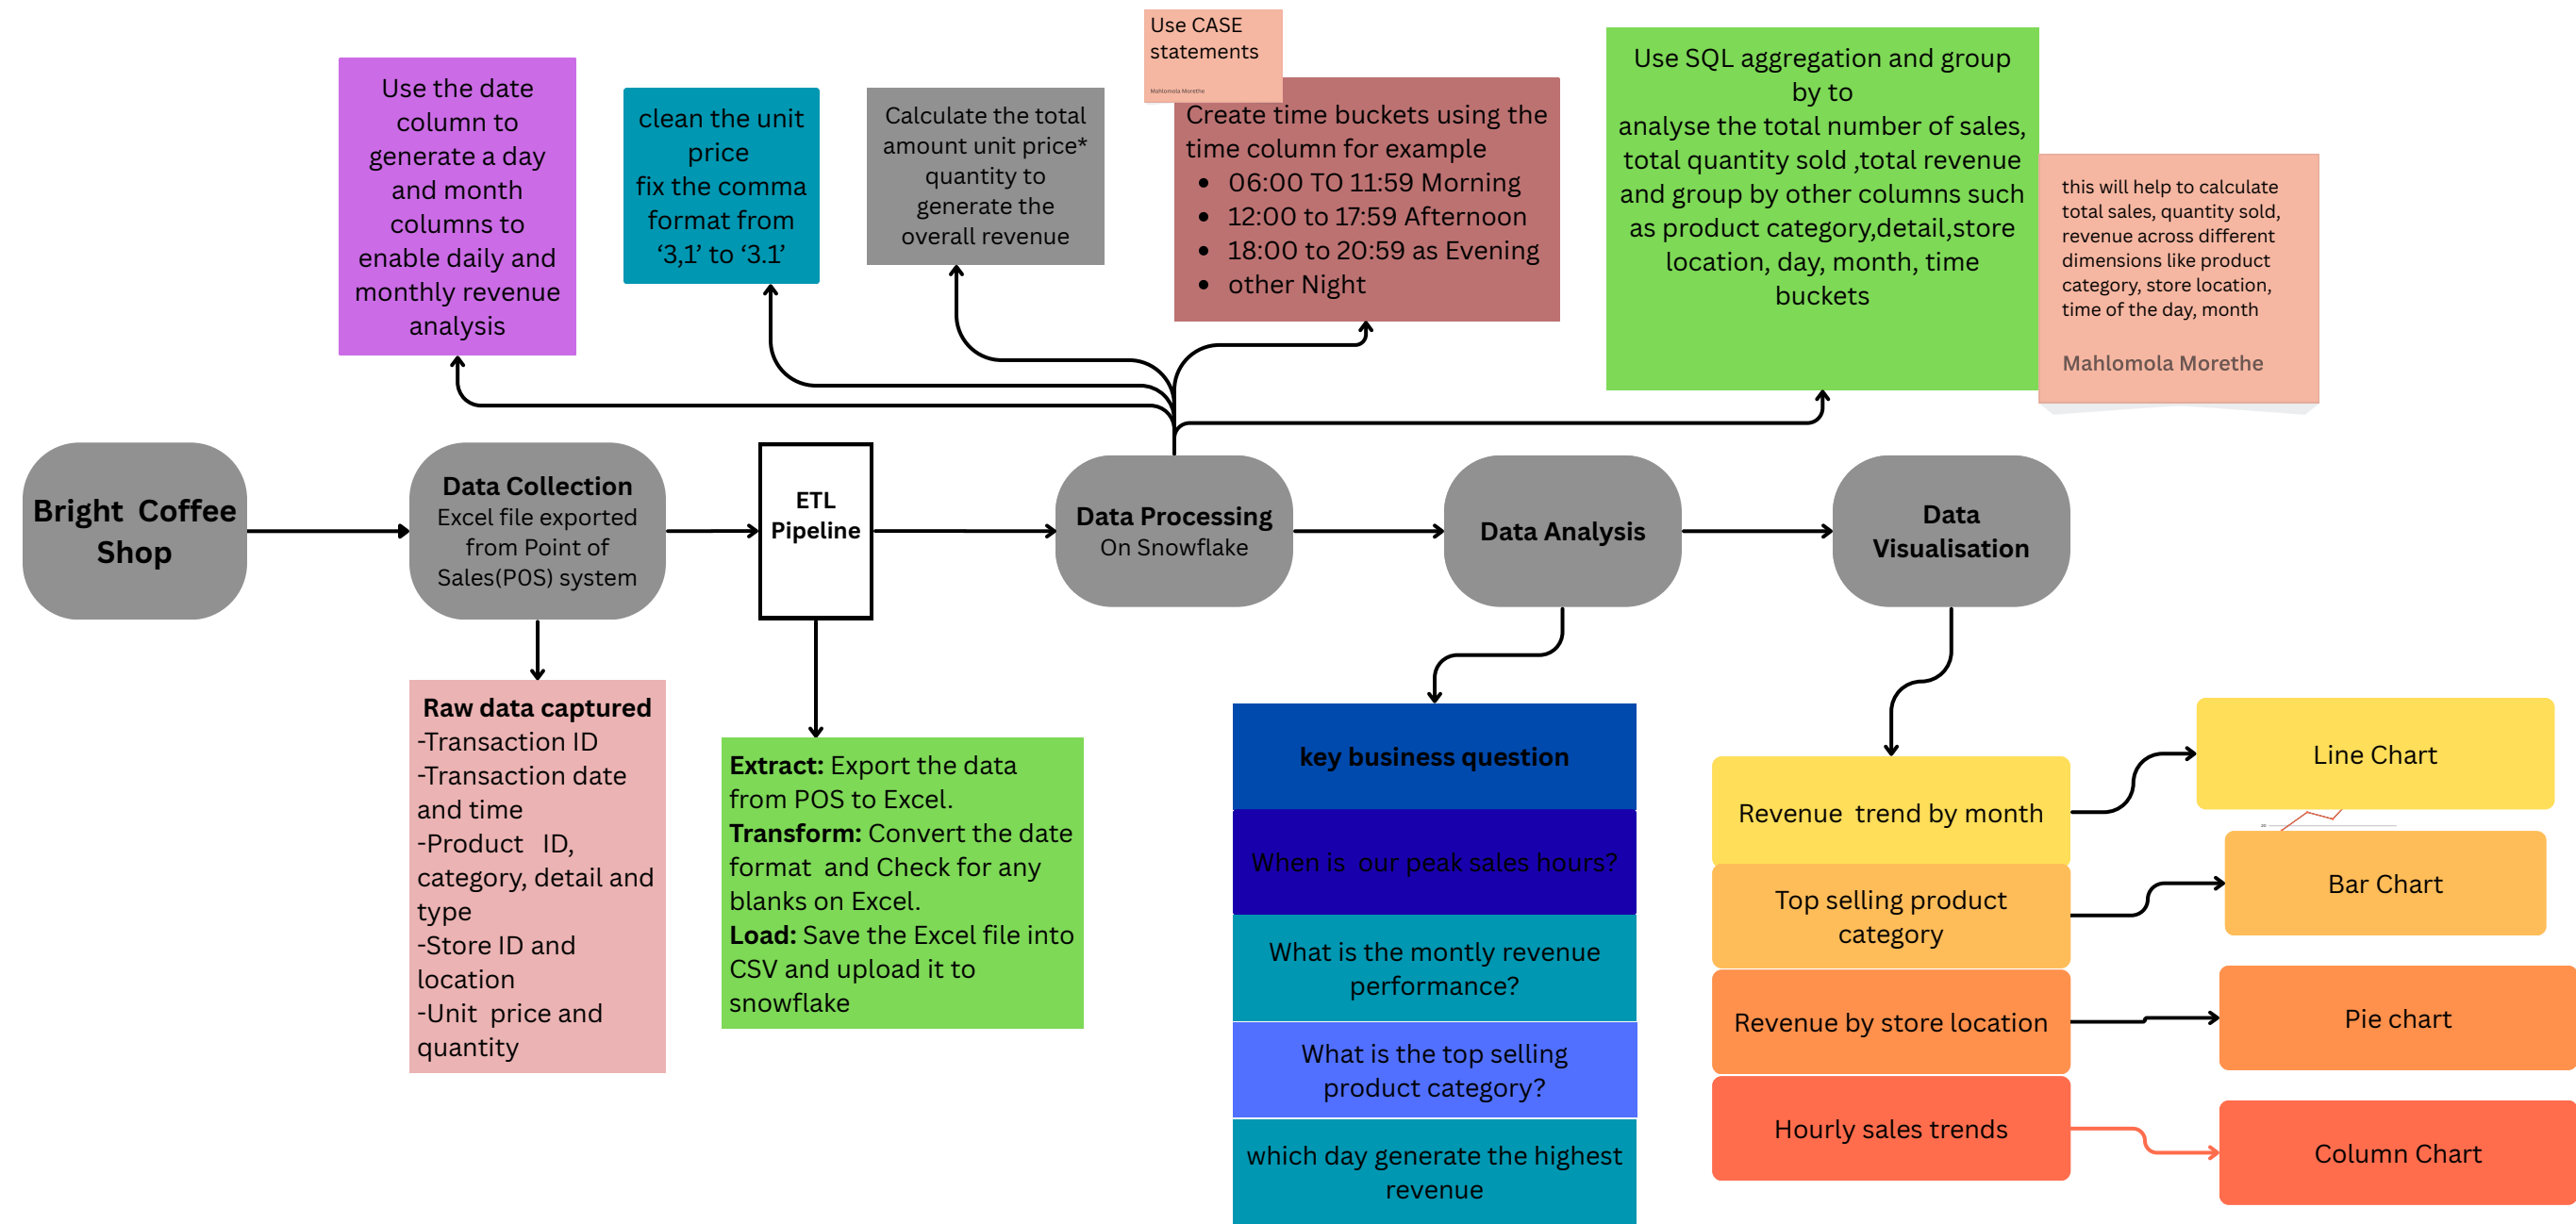 Use the date
column to
generate a day
and month
columns to
enable daily and
monthly revenue
analysis
clean the unit
price
fix the comma
format from
‘3,1’ to ‘3.1’
Calculate the total
amount unit price*
quantity to
generate the
overall revenue
Use CASE
statements
Mahlomola Morethe
Create time buckets using the
time column for example
• 06:00 TO 11:59 Morning
• 12:00 to 17:59 Afternoon
• 18:00 to 20:59 as Evening
• other Night
Use SQL aggregation and group
by to
analyse the total number of sales,
total quantity sold ,total revenue
and group by other columns such
as product category,detail,store
location, day, month, time
buckets
this will help to calculate
total sales, quantity sold,
revenue across different
dimensions like product
category, store location,
time of the day, month
Mahlomola Morethe
Bright  Coffee
Shop
Data Collection
Excel file exported
from Point of
Sales(P0S) system
ETL
Pipeline
Data Processing
On Snowflake
Data Analysis
Data
Visualisation
Raw data captured
-Transaction ID
-Transaction date
and time
-Product   ID,
category, detail and
type
-Store ID and
location
-Unit  price and
quantity
Extract: Export the data
from POS to Excel.
Transform: Convert the date
format  and Check for any
blanks on Excel.
Load: Save the Excel file into
CSV and upload it to
snowflake
key business question
When is  our peak sales hours?
What is the montly revenue
performance?
What is the top selling
product category?
which day generate the highest
revenue
Revenue  trend by month
Top selling product
category
Revenue by store location
Hourly sales trends
Line Chart
Bar Chart
Pie chart
Column Chart